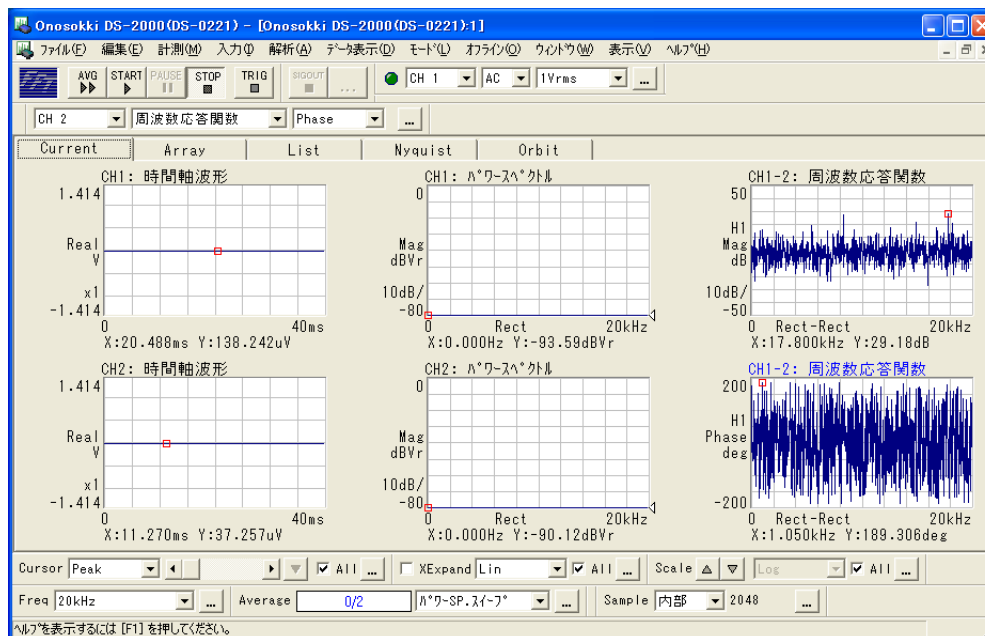 Onosokki DS-2000(DS-0221) - [Onosokki DS-2000(DS-0221):1]
ﾌｧｲﾙ(F) 編集(E) 計測(M) 入力(I) 解析(A) ﾃﾞｰﾀ表示(D) ﾓｰﾄﾞ(L) ｵﾌﾗｲﾝ(O) ｳｨﾝﾄﾞｳ(W) 表示(V) ﾍﾙﾌﾟ(H)
AVG START PAUSE STOP TRIG SIGOUT ... CH 1 AC 1Vrms ...
CH 2 周波数応答関数 Phase ...
Current Array List Nyquist Orbit
CH1: 時間軸波形
1.414
Real
V
x1
-1.414
0 40ms
X:20.488ms Y:138.242uV
CH1: ﾊﾟﾜｰｽﾍﾟｸﾄﾙ
0
Mag
dBVr
10dB/
-80
0 Rect 20kHz
X:0.000Hz Y:-93.59dBVr
CH1-2: 周波数応答関数
50
H1
Mag
dB
10dB/
-50
0 Rect-Rect 20kHz
X:17.800kHz Y:29.18dB
CH2: 時間軸波形
1.414
Real
V
x1
-1.414
0 40ms
X:11.270ms Y:37.257uV
CH2: ﾊﾟﾜｰｽﾍﾟｸﾄﾙ
0
Mag
dBVr
10dB/
-80
0 Rect 20kHz
X:0.000Hz Y:-90.12dBVr
CH1-2: 周波数応答関数
200
H1
Phase
deg
-200
0 Rect-Rect 20kHz
X:1.050kHz Y:189.306deg
Cursor Peak All ... XExpand Lin All ... Scale Log All ...
Freq 20kHz ... Average 0/2 ﾊﾟﾜｰSP.ｽｲｰﾌﾟ ... Sample 内部 2048 ...
ﾍﾙﾌﾟを表示するには [F1] を押してください。